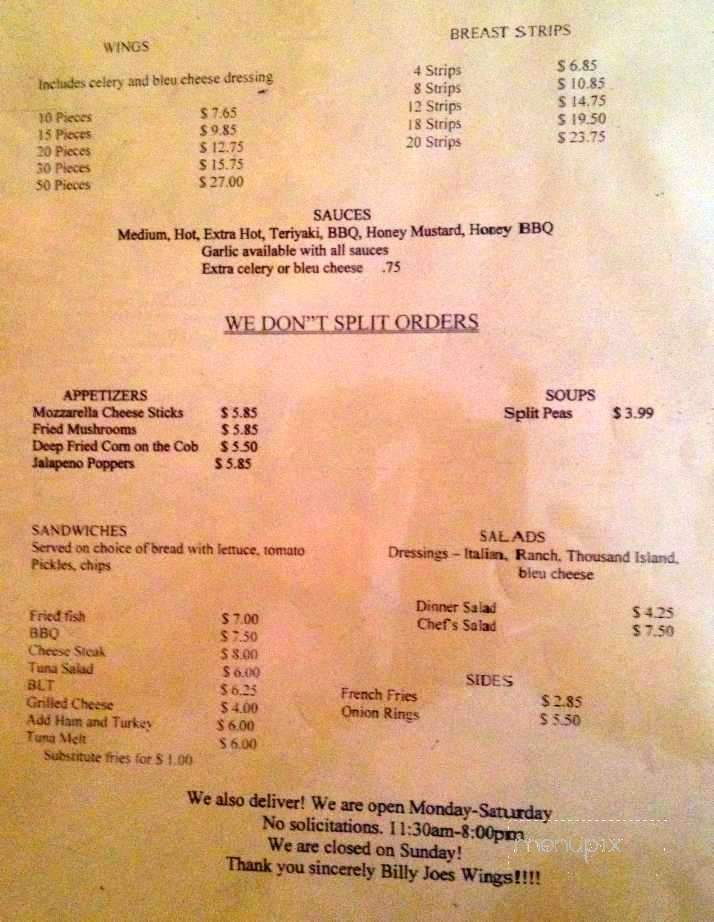 WINGS
Includes celery and bleu cheese dressing
10 Pieces $ 7.65
15 Pieces $ 9.85
20 Pieces $ 12.75
30 Pieces $ 15.75
50 Pieces $ 27.00
BREAST STRIPS
4 Strips $ 6.85
8 Strips $ 10.85
12 Strips $ 14.75
18 Strips $ 19.50
20 Strips $ 23.75
SAUCES
Medium, Hot, Extra Hot, Teriyaki, BBQ, Honey Mustard, Honey BBQ
Garlic available with all sauces
Extra celery or bleu cheese .75
WE DON"T SPLIT ORDERS
APPETIZERS
Mozzarella Cheese Sticks $ 5.85
Fried Mushrooms $ 5.85
Deep Fried Corn on the Cob $ 5.50
Jalapeno Poppers $ 5.85
SOUPS
Split Peas $ 3.99
SANDWICHES
Served on choice of bread with lettuce, tomato
Pickles, chips
Fried fish $ 7.00
BBQ $ 7.50
Cheese Steak $ 8.00
Tuna Salad $ 6.00
BLT $ 6.25
Grilled Cheese $ 4.00
Add Ham and Turkey $ 6.00
Tuna Melt $ 6.00
Substitute fries for $ 1.00
SALADS
Dressings – Italian, Ranch, Thousand Island,
bleu cheese
Dinner Salad $ 4.25
Chef's Salad $ 7.50
SIDES
French Fries $ 2.85
Onion Rings $ 5.50
We also deliver! We are open Monday-Saturday
No solicitations. 11:30am-8:00pm
We are closed on Sunday!
Thank you sincerely Billy Joes Wings!!!!
menupix